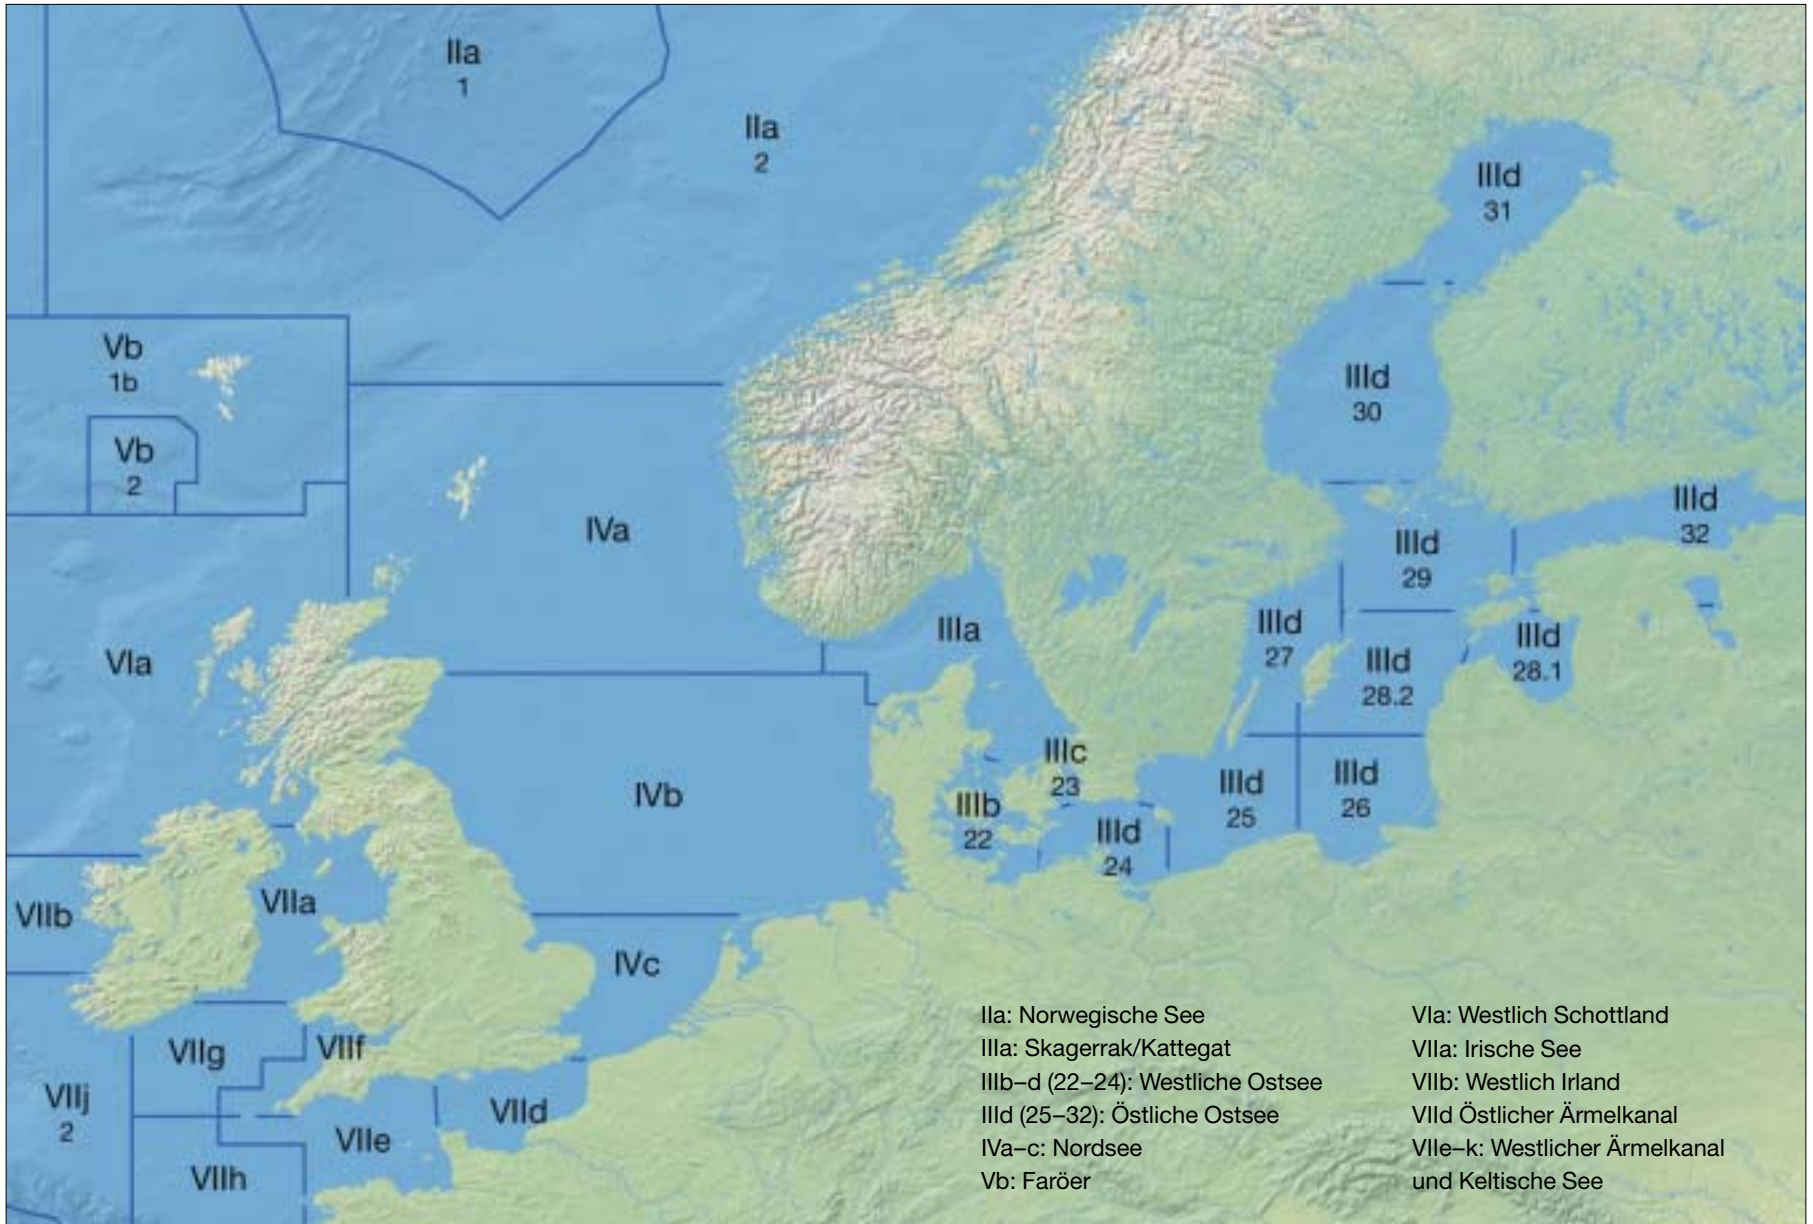 IIa
1
IIa
2
IIId
31
Vb
1b
IIId
30
Vb
2
IVa
IIId
32
IIId
29
IIIa
IIId
27
IIId
28.1
VIa
IIId
28.2
IIIc
23
IVb
IIId
25
IIId
26
IIIb
22
IIId
24
VIIb
VIIa
IVc
VIIg
VIIf
VIIj
2
VIId
VIIe
VIIh
IIa: Norwegische See
IIIa: Skagerrak/Kattegat
IIIb–d (22–24): Westliche Ostsee
IIId (25–32): Östliche Ostsee
IVa–c: Nordsee
Vb: Faröer
VIa: Westlich Schottland
VIIa: Irische See
VIIb: Westlich Irland
VIId Östlicher Ärmelkanal
VIIe–k: Westlicher Ärmelkanal
und Keltische See